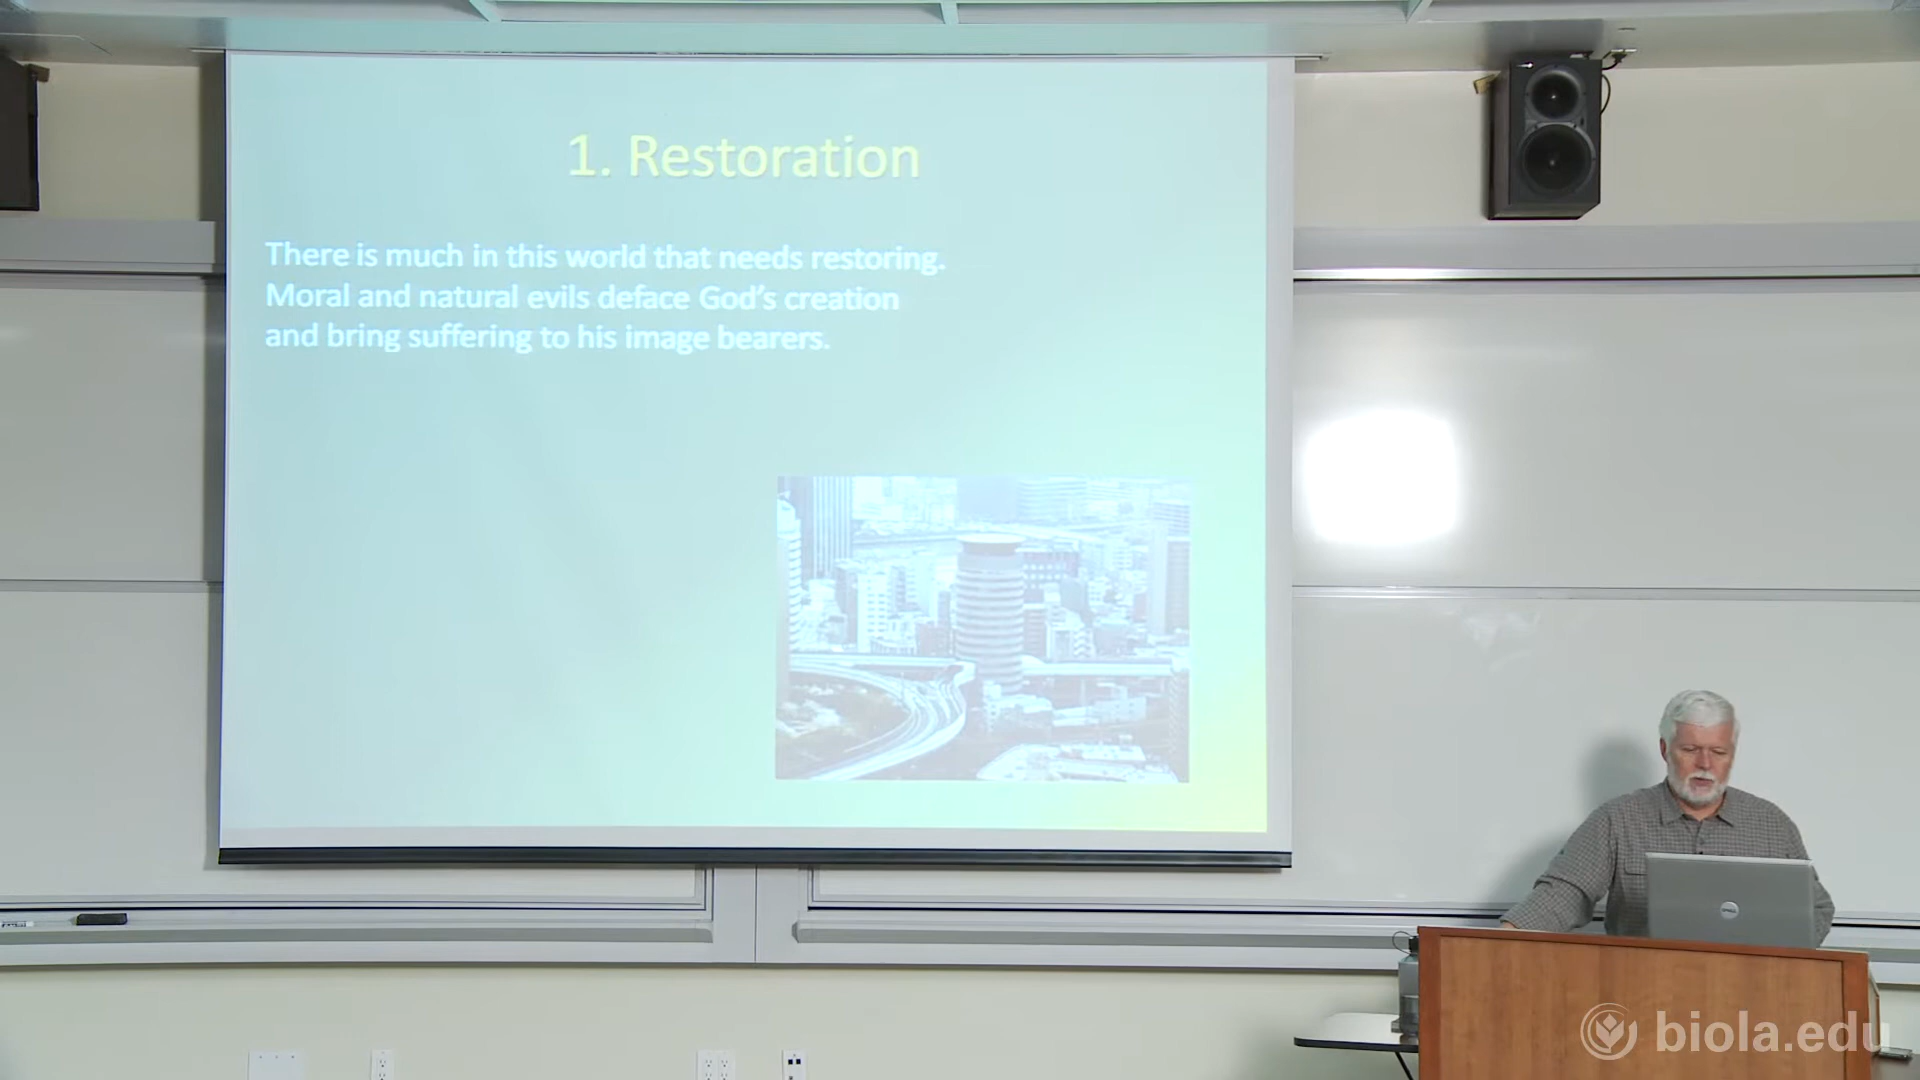 1. Restoration
There is much in this world that needs restoring.
Moral and natural evils deface God's creation
and bring suffering to his image bearers.
DELL
biola.edu